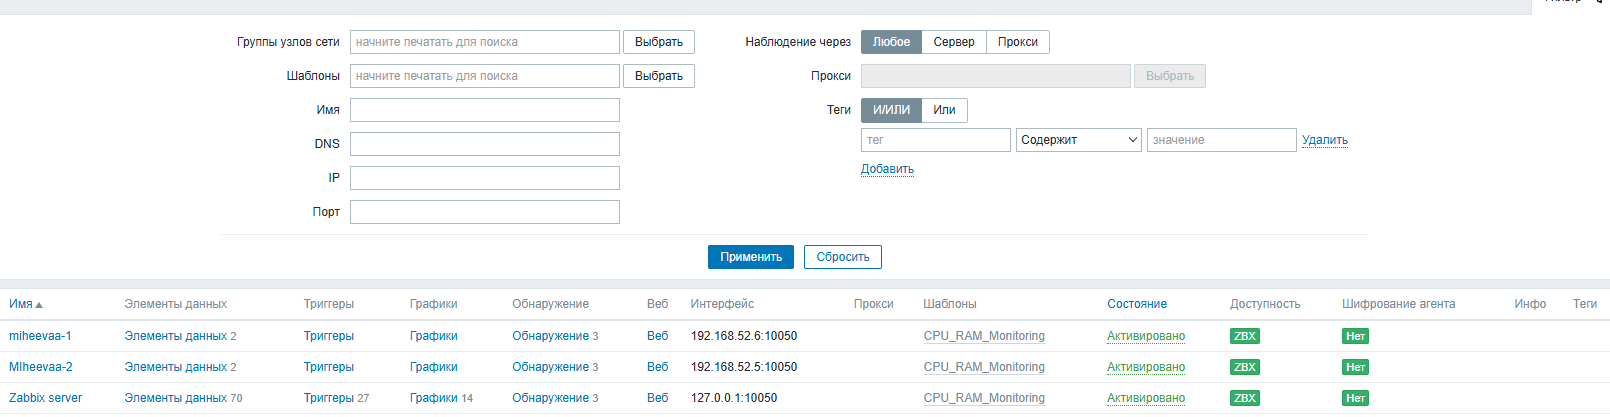 Группы узлов сети начните печатать для поиска Выбрать Наблюдение через Любое Сервер Прокси
Шаблоны начните печатать для поиска Выбрать Прокси Выбрать
Имя Теги И/ИЛИ Или
DNS тег Содержит значение Удалить
IP Добавить
Порт
Применить Сбросить
Имя Элементы данных Триггеры Графики Обнаружение Веб Интерфейс Прокси Шаблоны Состояние Доступность Шифрование агента Инфо Теги
miheevaa-1 Элементы данных 2 Триггеры Графики Обнаружение 3 Веб 192.168.52.6:10050 CPU_RAM_Monitoring Активировано ZBX Нет
MIheevaa-2 Элементы данных 2 Триггеры Графики Обнаружение 3 Веб 192.168.52.5:10050 CPU_RAM_Monitoring Активировано ZBX Нет
Zabbix server Элементы данных 70 Триггеры 27 Графики 14 Обнаружение 3 Веб 127.0.0.1:10050 CPU_RAM_Monitoring Активировано ZBX Нет